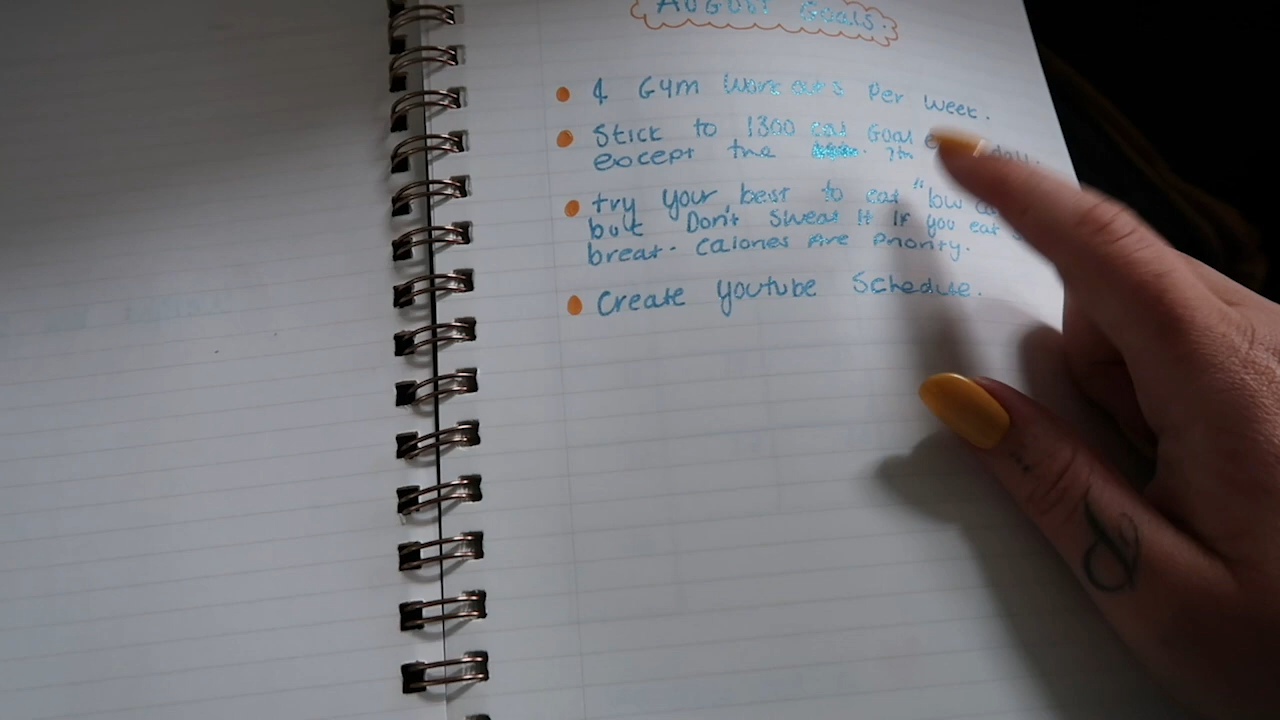 AUGUST Goals.
4 Gym workouts Per week.
Stick to 1300 cal Goal
except the 7th
try your best to eat "low
but Don't Sweat It If you eat
breat. Calories Are Priority.
Create Youtube Schedule.